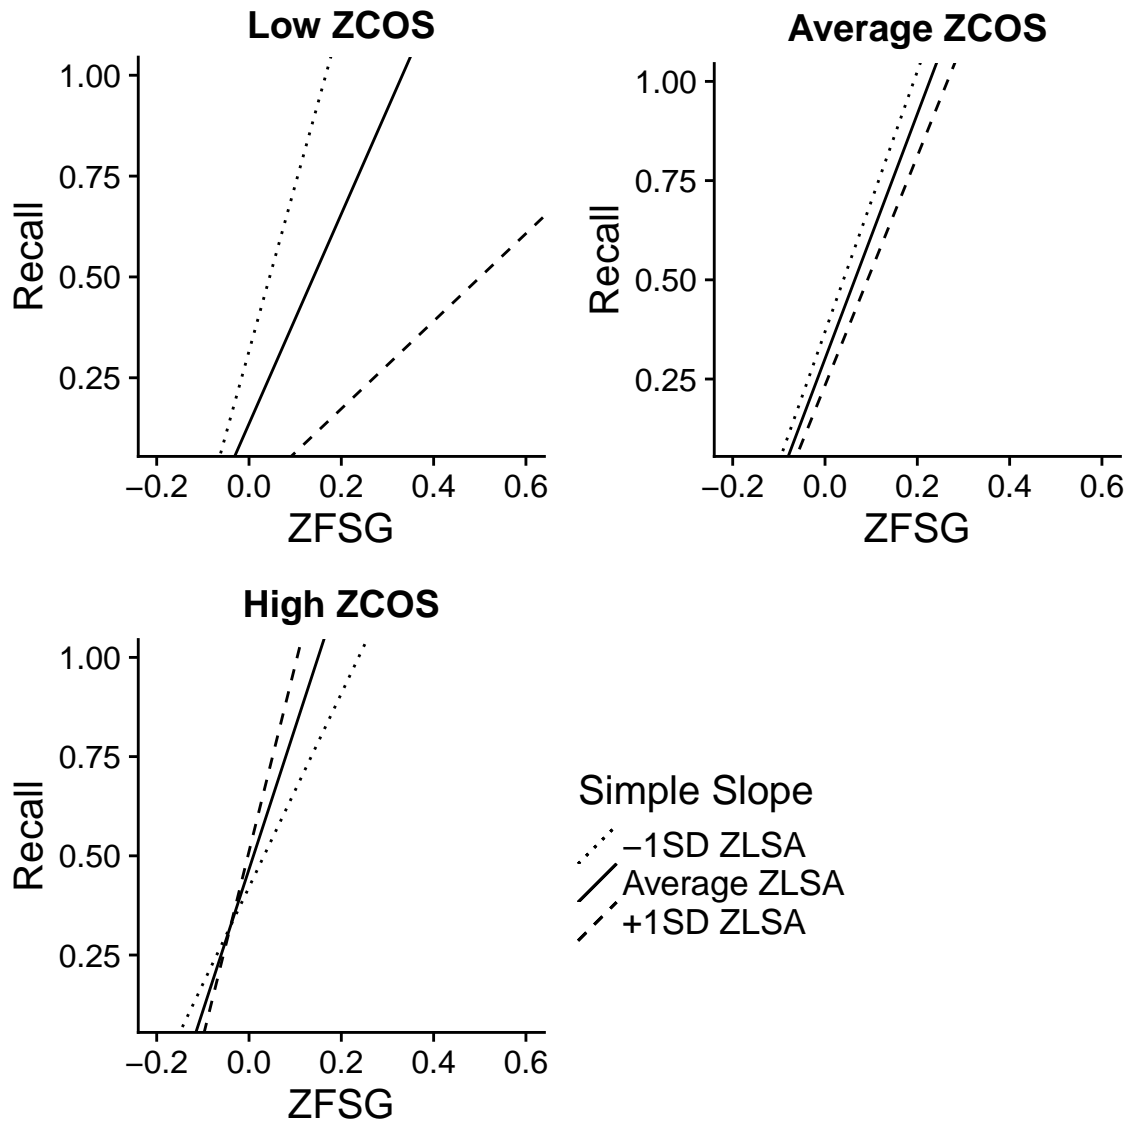 Low ZCOS
Recall
1.00
0.75
0.50
0.25
−0.2 0.0 0.2 0.4 0.6
ZFSG
Average ZCOS
Recall
1.00
0.75
0.50
0.25
−0.2 0.0 0.2 0.4 0.6
ZFSG
High ZCOS
Recall
1.00
0.75
0.50
0.25
−0.2 0.0 0.2 0.4 0.6
ZFSG
Simple Slope
−1SD ZLSA
Average ZLSA
+1SD ZLSA